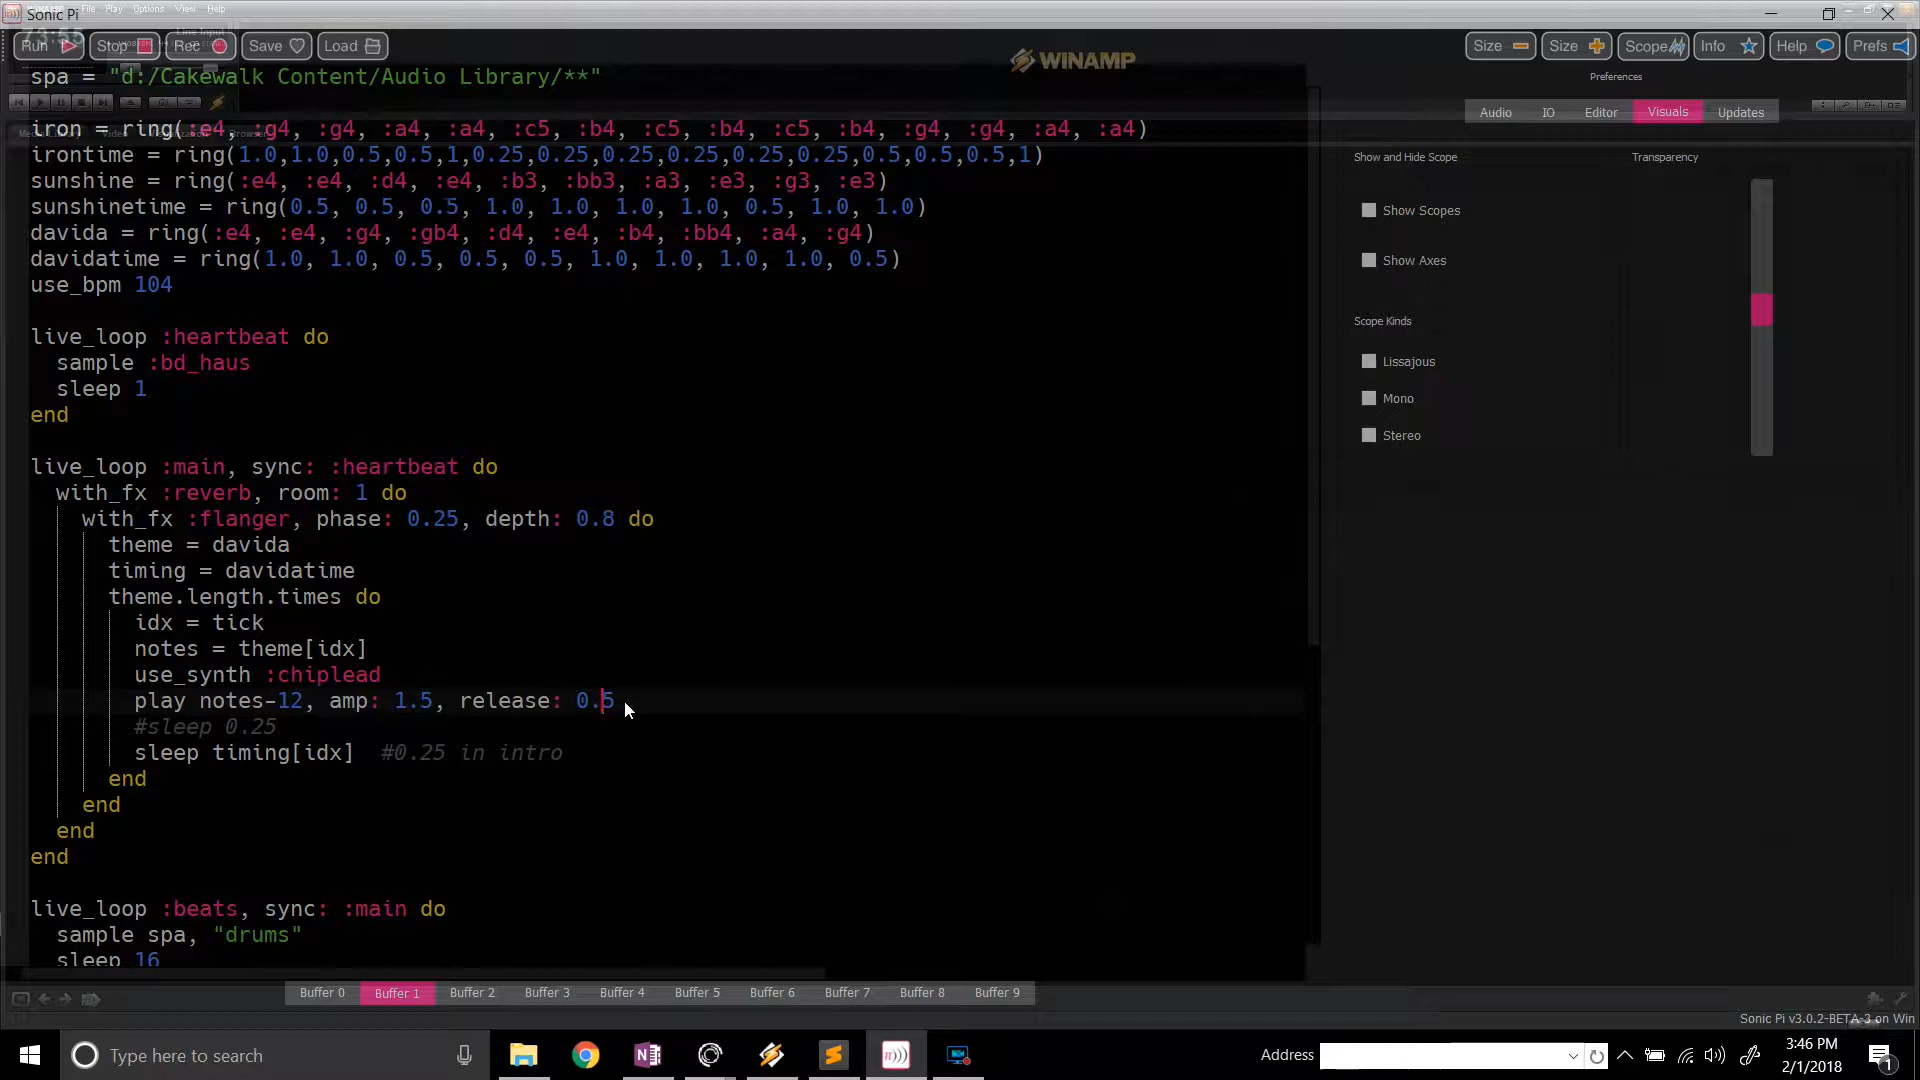 Sonic Pi
File Play Options View Help
Run Stop Rec Save Load
WINAMP
Size Size Scope Info Help Prefs
spa = "d:/Cakewalk Content/Audio Library/**"
iron = ring(:e4, :g4, :g4, :a4, :a4, :c5, :b4, :c5, :b4, :c5, :b4, :g4, :g4, :a4, :a4)
irontime = ring(1.0,1.0,0.5,0.5,1,0.25,0.25,0.25,0.25,0.25,0.25,0.5,0.5,0.5,1)
sunshine = ring(:e4, :e4, :d4, :e4, :b3, :bb3, :a3, :e3, :g3, :e3)
sunshinetime = ring(0.5, 0.5, 0.5, 1.0, 1.0, 1.0, 1.0, 0.5, 1.0, 1.0)
davida = ring(:e4, :e4, :g4, :gb4, :d4, :e4, :b4, :bb4, :a4, :g4)
davidatime = ring(1.0, 1.0, 0.5, 0.5, 0.5, 1.0, 1.0, 1.0, 1.0, 0.5)
use_bpm 104
live_loop :heartbeat do
sample :bd_haus
sleep 1
end
live_loop :main, sync: :heartbeat do
with_fx :reverb, room: 1 do
with_fx :flanger, phase: 0.25, depth: 0.8 do
theme = davida
timing = davidatime
theme.length.times do
idx = tick
notes = theme[idx]
use_synth :chiplead
play notes-12, amp: 1.5, release: 0.5
#sleep 0.25
sleep timing[idx]  #0.25 in intro
end
end
end
end
live_loop :beats, sync: :main do
sample spa, "drums"
sleep 16
Preferences
Audio IO Editor Visuals Updates
Show and Hide Scope
Transparency
Show Scopes
Show Axes
Scope Kinds
Lissajous
Mono
Stereo
Buffer 0 Buffer 1 Buffer 2 Buffer 3 Buffer 4 Buffer 5 Buffer 6 Buffer 7 Buffer 8 Buffer 9
Sonic Pi v3.0.2-BETA-3 on Win
Type here to search
Address
3:46 PM
2/1/2018
1